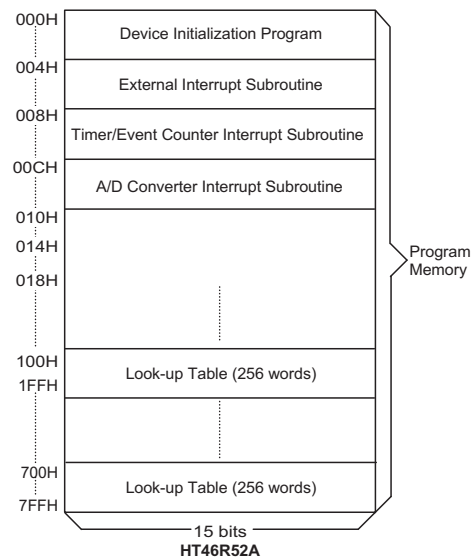 000H
Device Initialization Program
004H
External Interrupt Subroutine
008H
Timer/Event Counter Interrupt Subroutine
00CH
A/D Converter Interrupt Subroutine
010H
014H
018H
Program
Memory
100H
Look-up Table (256 words)
1FFH
700H
Look-up Table (256 words)
7FFH
15 bits
HT46R52A